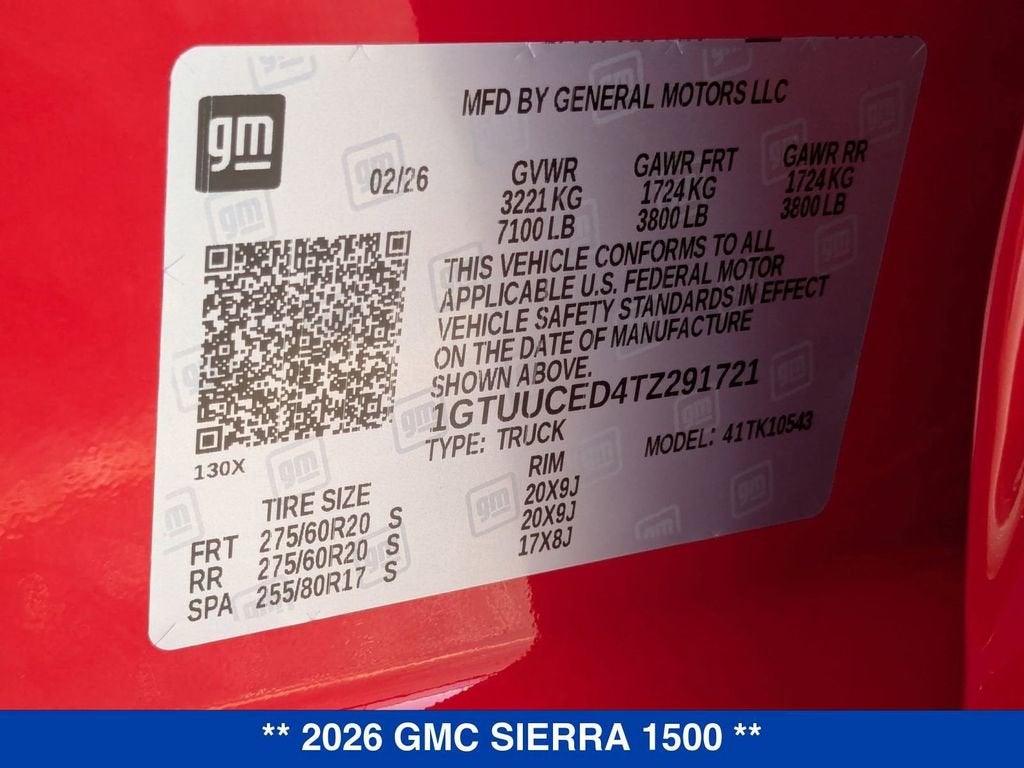 gm
MFD BY GENERAL MOTORS LLC
02/26
GVWR
3221 KG
7100 LB
GAWR FRT
1724 KG
3800 LB
GAWR RR
1724 KG
3800 LB
THIS VEHICLE CONFORMS TO ALL
APPLICABLE U.S. FEDERAL MOTOR
VEHICLE SAFETY STANDARDS IN EFFECT
ON THE DATE OF MANUFACTURE
SHOWN ABOVE.
1GTUUCED4TZ291721
TYPE: TRUCK
MODEL: 41TK10543
130X
TIRE SIZE
RIM
FRT 275/60R20 S 20X9J
RR 275/60R20 S 20X9J
SPA 255/80R17 S 17X8J
** 2026 GMC SIERRA 1500 **